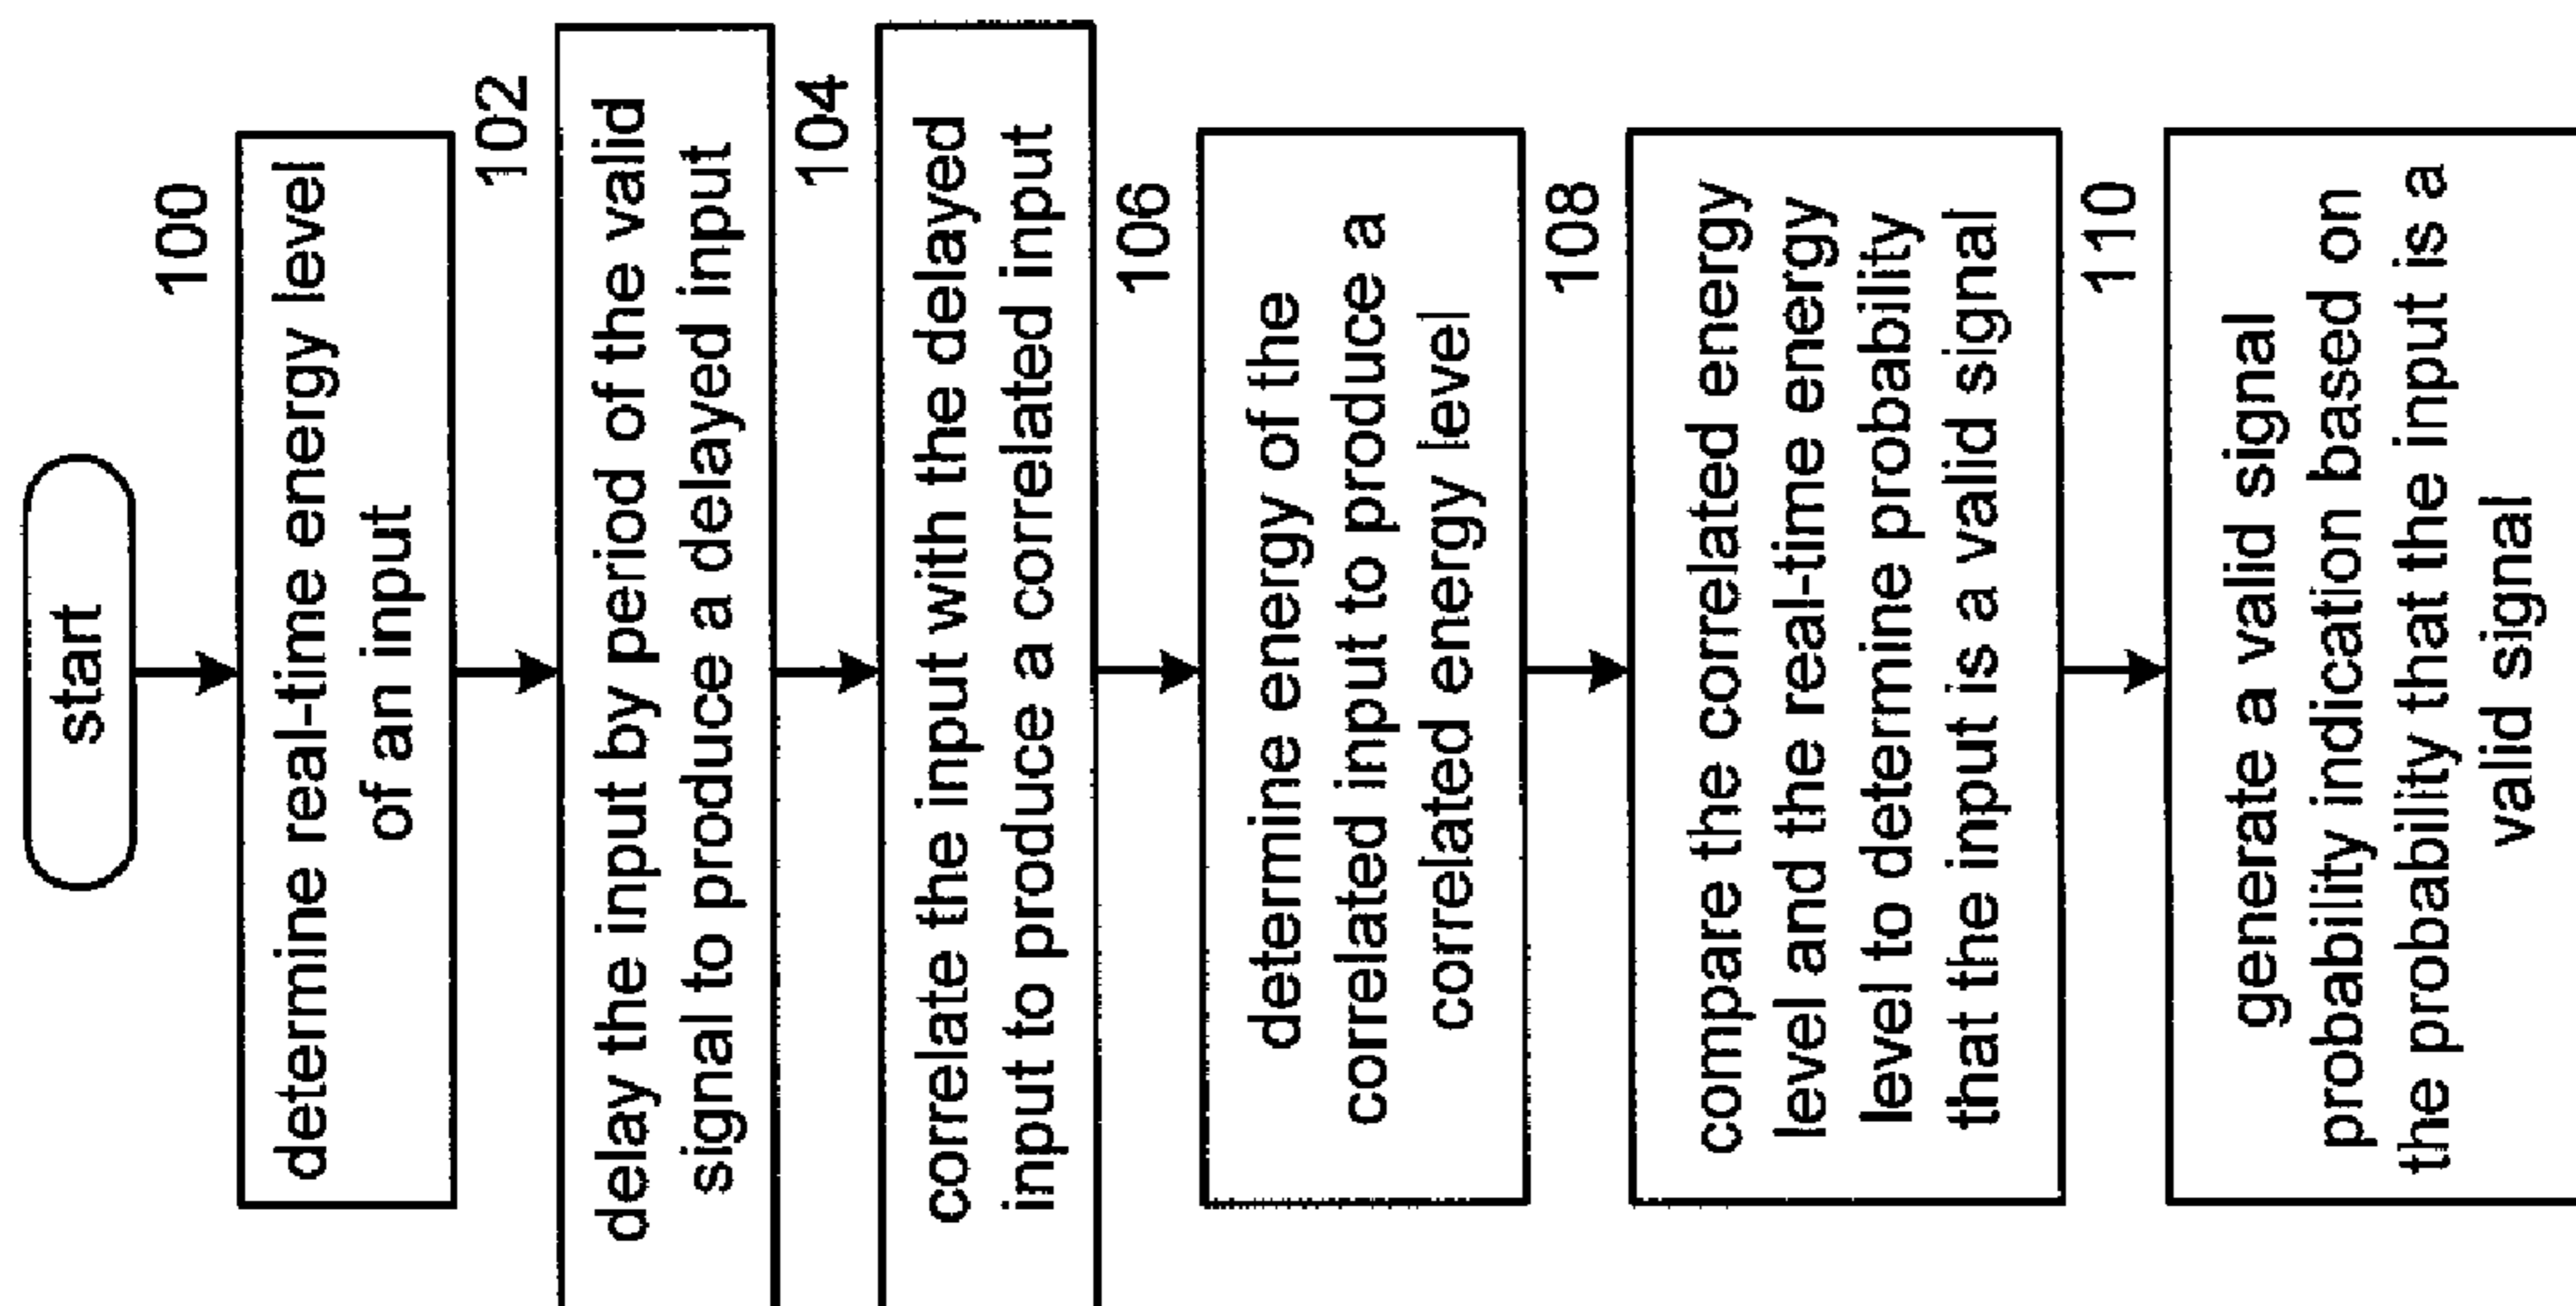 start
100
determine real-time energy level
of an input
102
delay the input by period of the valid
signal to produce a delayed input
104
correlate the input with the delayed
input to produce a correlated input
106
determine energy of the
correlated input to produce a
correlated energy level
108
compare the correlated energy
level and the real-time energy
level to determine probability
that the input is a valid signal
110
generate a valid signal
probability indication based on
the probability that the input is a
valid signal